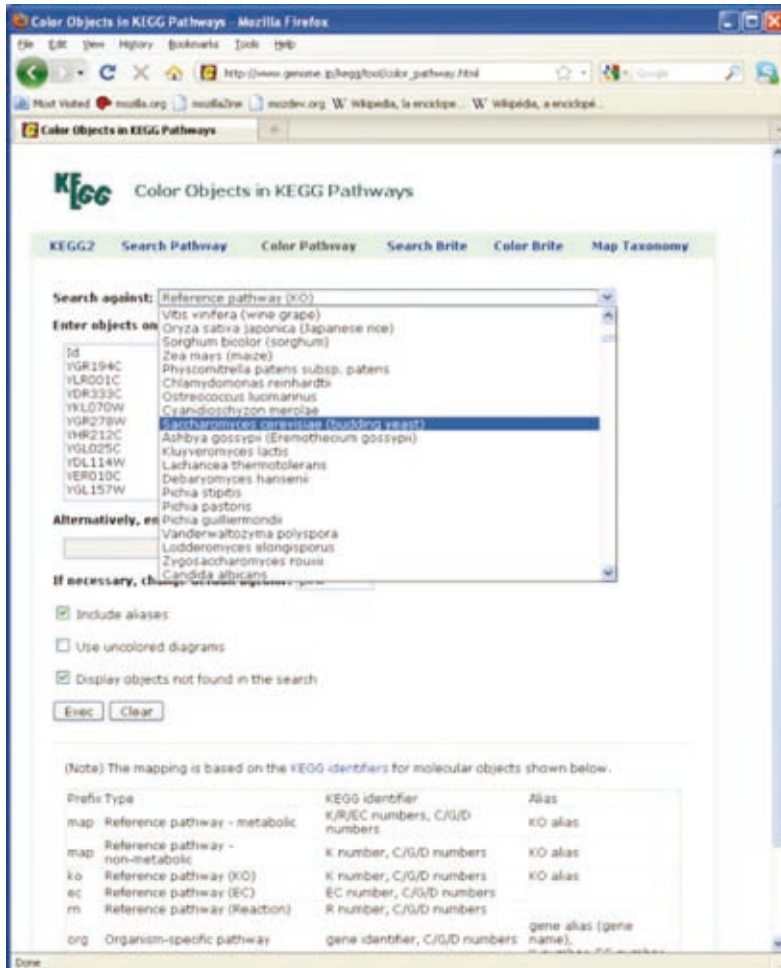 Color Objects in KEGG Pathways - Mozilla Firefox
File Edit View History Bookmarks Tools Help
http://www.genome.jp/kegg/tool/color_pathway.html Google
Most Visited mozilla.org mozillaZine mozdev.org W Wikipedia, la enciclope... W Wikipédia, a enciclopé...
Color Objects in KEGG Pathways
KEGG Color Objects in KEGG Pathways
KEGG2 Search Pathway Color Pathway Search Brite Color Brite Map Taxonomy
Search against: Reference pathway (KO)
Enter objects on
Vitis vinifera (wine grape)
Oryza sativa japonica (Japanese rice)
Sorghum bicolor (sorghum)
Zea mays (maize)
Physcomitrella patens subsp. patens
Chlamydomonas reinhardtii
Ostreococcus lucimarinus
Cyanidioschyzon merolae
Saccharomyces cerevisiae (budding yeast)
Ashbya gossypii (Eremothecium gossypii)
Kluyveromyces lactis
Lachancea thermotolerans
Debaryomyces hansenii
Pichia stipitis
Pichia pastoris
Pichia guilliermondii
Vanderwaltozyma polyspora
Lodderomyces elongisporus
Zygosaccharomyces rouxii
Candida albicans
Id
YGR194C
YLR001C
YDR333C
YKL070W
YGR278W
YHR212C
YGL025C
YDL114W
YER010C
YGL157W
Alternatively, en
If necessary, change default bgcolor:
Include aliases
Use uncolored diagrams
Display objects not found in the search
Exec Clear
(Note) The mapping is based on the KEGG identifiers for molecular objects shown below.
Prefix Type KEGG identifier Alias
map Reference pathway - metabolic K/R/EC numbers, C/G/D numbers KO alias
map Reference pathway - non-metabolic K number, C/G/D numbers KO alias
ko Reference pathway (KO) K number, C/G/D numbers KO alias
ec Reference pathway (EC) EC number, C/G/D numbers
rn Reference pathway (Reaction) R number, C/G/D numbers
org Organism-specific pathway gene identifier, C/G/D numbers gene alias (gene name),
Done